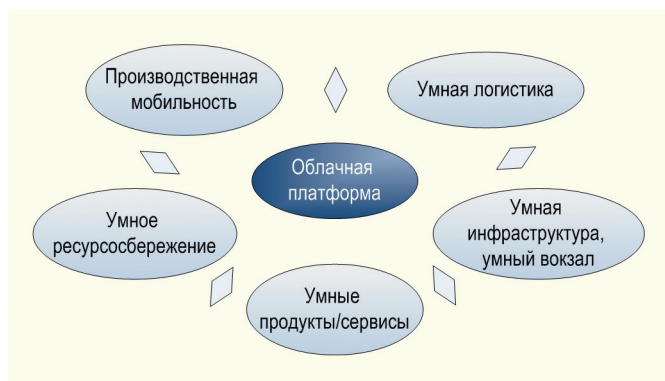 Производственная
мобильность
Умная логистика
Облачная
платформа
Умное
ресурсосбережение
Умная
инфраструктура,
умный вокзал
Умные
продукты/сервисы